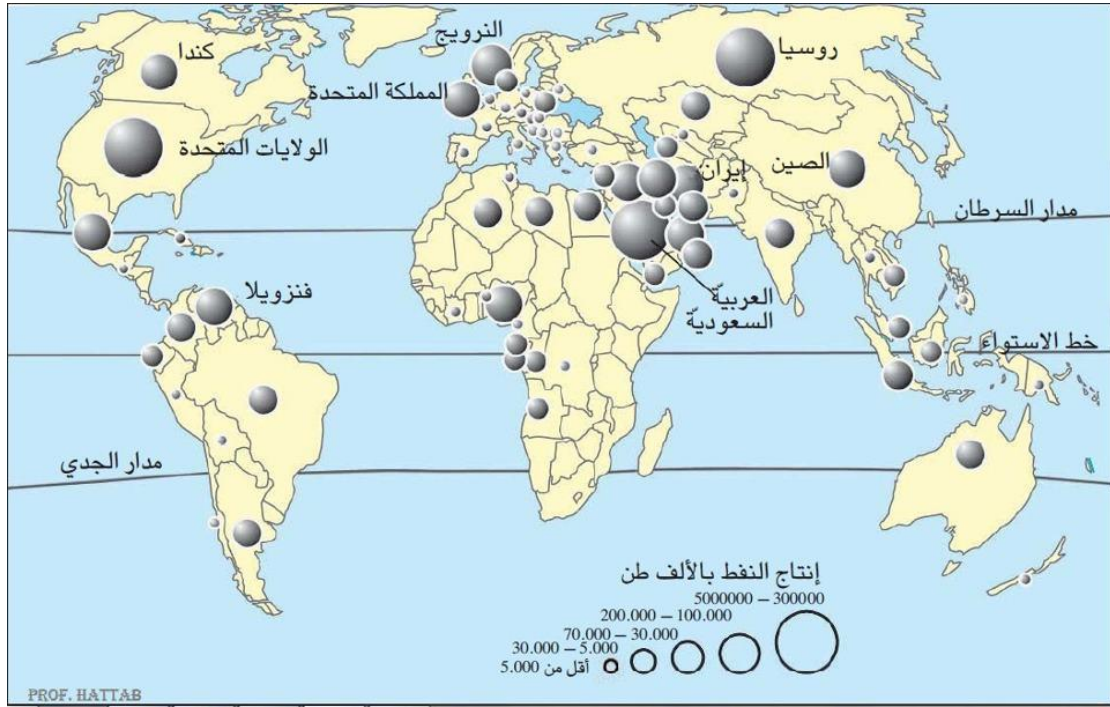 النرويج
كندا
روسيا
المملكة المتحدة
الولايات المتحدة
إيران
الصين
مدار السرطان
العربيّة
السعوديّة
فنزويلا
خط الاستواء
مدار الجدي
إنتاج النفط بالألف طن
5000000 – 300000
200.000 – 100.000
70.000 – 30.000
30.000 – 5.000
أقل من 5.000
PROF. HATTAB